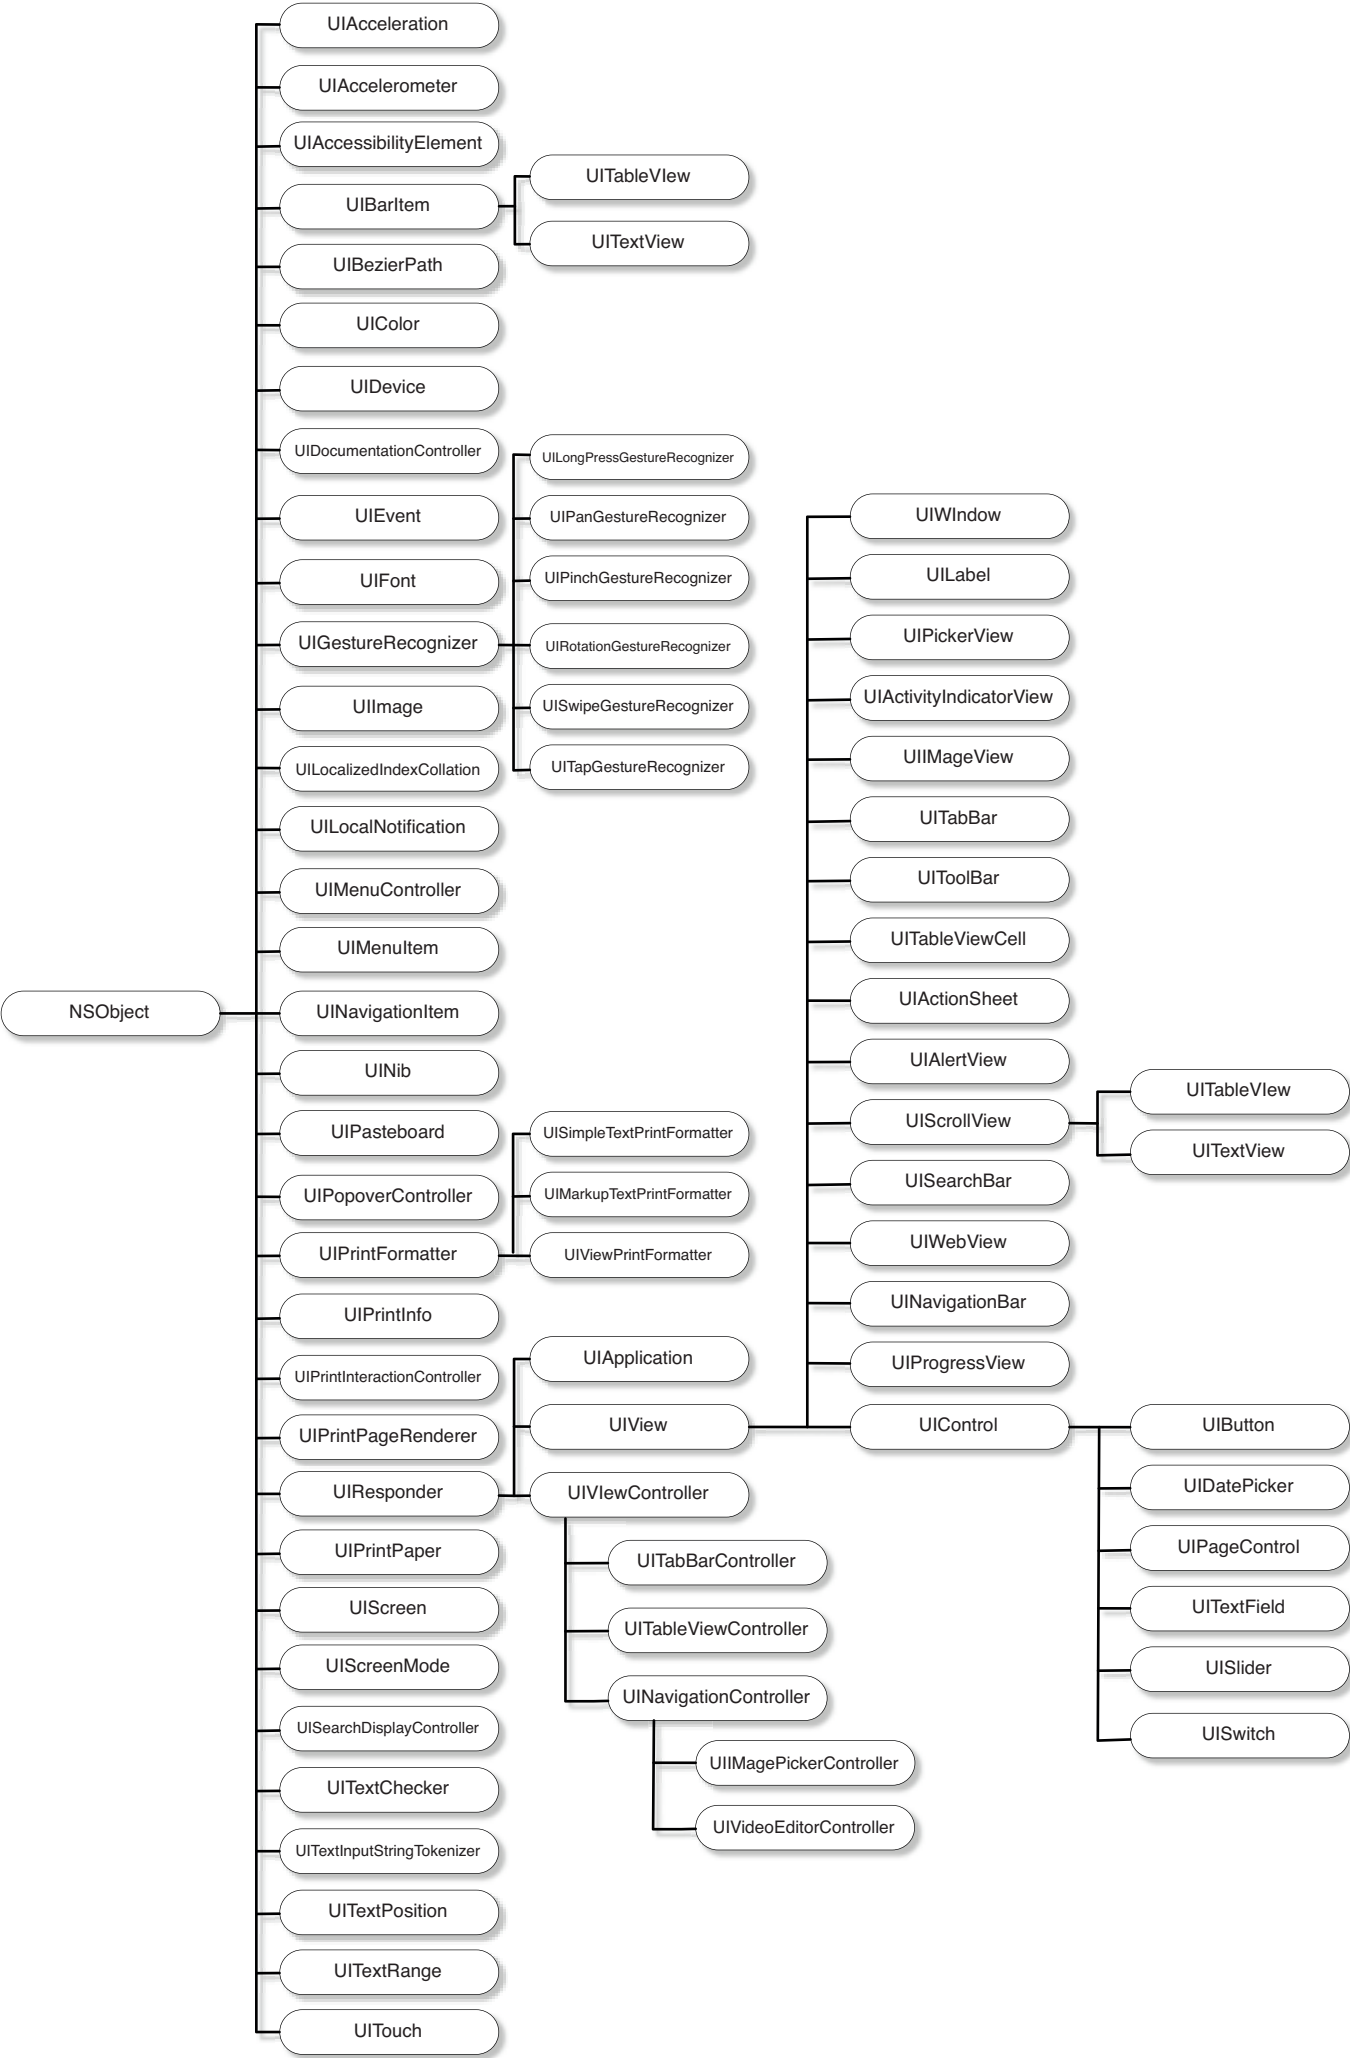 UIAcceleration
UIAccelerometer
UIAccessibilityElement
UITableVIew
UIBarItem
UITextView
UIBezierPath
UIColor
UIDevice
UIDocumentationController
UILongPressGestureRecognizer
UIEvent
UIPanGestureRecognizer
UIWIndow
UIFont
UIPinchGestureRecognizer
UILabel
UIGestureRecognizer
UIRotationGestureRecognizer
UIPickerView
UIImage
UISwipeGestureRecognizer
UIActivityIndicatorView
UILocalizedIndexCollation
UITapGestureRecognizer
UIIMageView
UILocalNotification
UITabBar
UIMenuController
UIToolBar
UIMenuItem
UITableViewCell
NSObject
UINavigationItem
UIActionSheet
UINib
UIAlertView
UITableVIew
UIPasteboard
UISimpleTextPrintFormatter
UIScrollView
UITextView
UIPopoverController
UIMarkupTextPrintFormatter
UISearchBar
UIPrintFormatter
UIViewPrintFormatter
UIWebView
UIPrintInfo
UINavigationBar
UIPrintInteractionController
UIApplication
UIProgressView
UIPrintPageRenderer
UIView
UIControl
UIButton
UIResponder
UIVIewController
UIDatePicker
UIPrintPaper
UITabBarController
UIPageControl
UIScreen
UITableViewController
UITextField
UIScreenMode
UINavigationController
UISlider
UISearchDisplayController
UIIMagePickerController
UISwitch
UITextChecker
UIVideoEditorController
UITextInputStringTokenizer
UITextPosition
UITextRange
UITouch